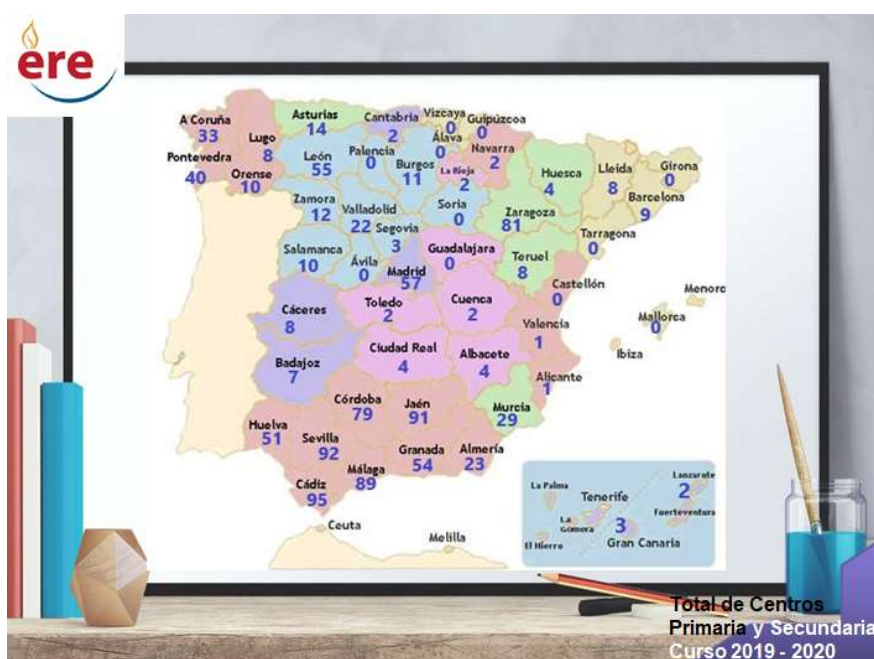 ere
A Coruña
33
Lugo
8
Pontevedra
40
Orense
10
Asturias
14
Cantabria
2
Vizcaya
0
Guipúzcoa
0
Álava
0
Navarra
2
La Rioja
2
León
55
Palencia
0
Burgos
11
Zamora
12
Valladolid
22
Soria
0
Segovia
3
Salamanca
10
Ávila
0
Huesca
4
Zaragoza
81
Teruel
8
Lleida
8
Girona
0
Barcelona
9
Tarragona
0
Madrid
57
Guadalajara
0
Toledo
2
Cuenca
2
Ciudad Real
4
Albacete
4
Cáceres
8
Badajoz
7
Castellón
0
Valencia
1
Alicante
1
Menorc
Mallorca
0
Ibiza
Murcia
29
Huelva
51
Sevilla
92
Córdoba
79
Jaén
91
Granada
54
Almería
23
Málaga
89
Cádiz
95
Ceuta
Melilla
La Palma
Tenerife
La Gomera
El Hierro
3
Gran Canaria
Lanzarote
2
Fuerteventura
Total de Centros
Primaria y Secundaria
Curso 2019 - 2020